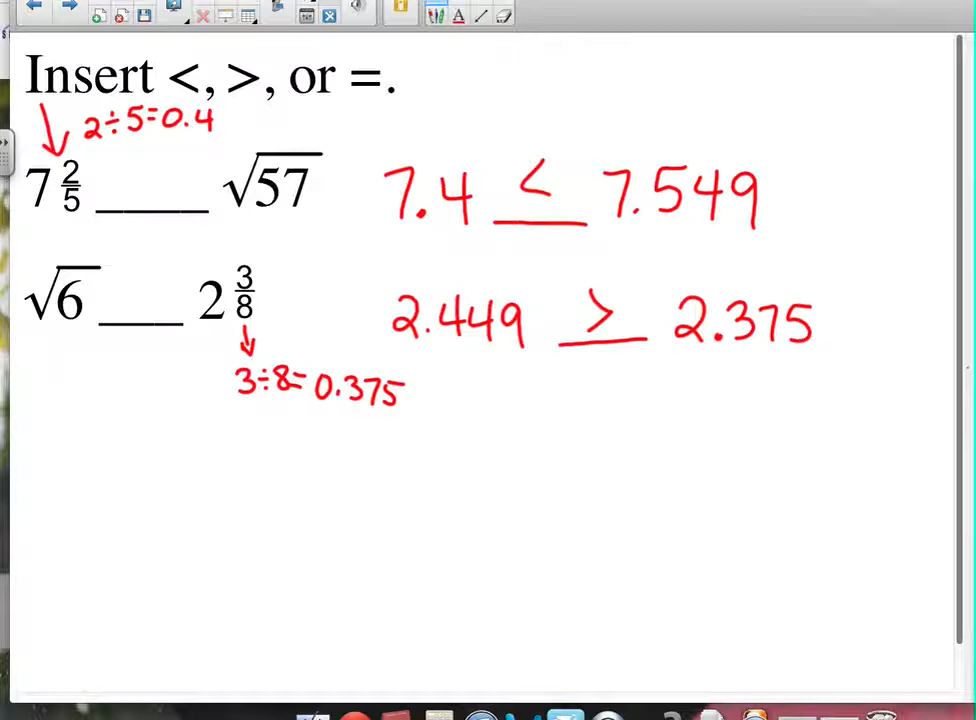 Insert <, >, or =.
2÷5=0.4
7 2/5 ____ √57 7.4 < 7.549
√6 ___ 2 3/8 2.449 > 2.375
3÷8=0.375